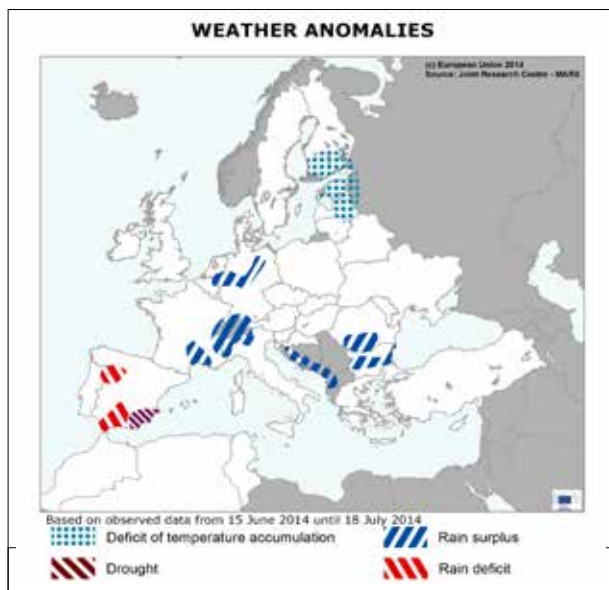 WEATHER ANOMALIES
(c) European Union 2014
Source: Joint Research Centre - MARS
Based on observed data from 15 June 2014 until 18 July 2014
Deficit of temperature accumulation
Rain surplus
Drought
Rain deficit